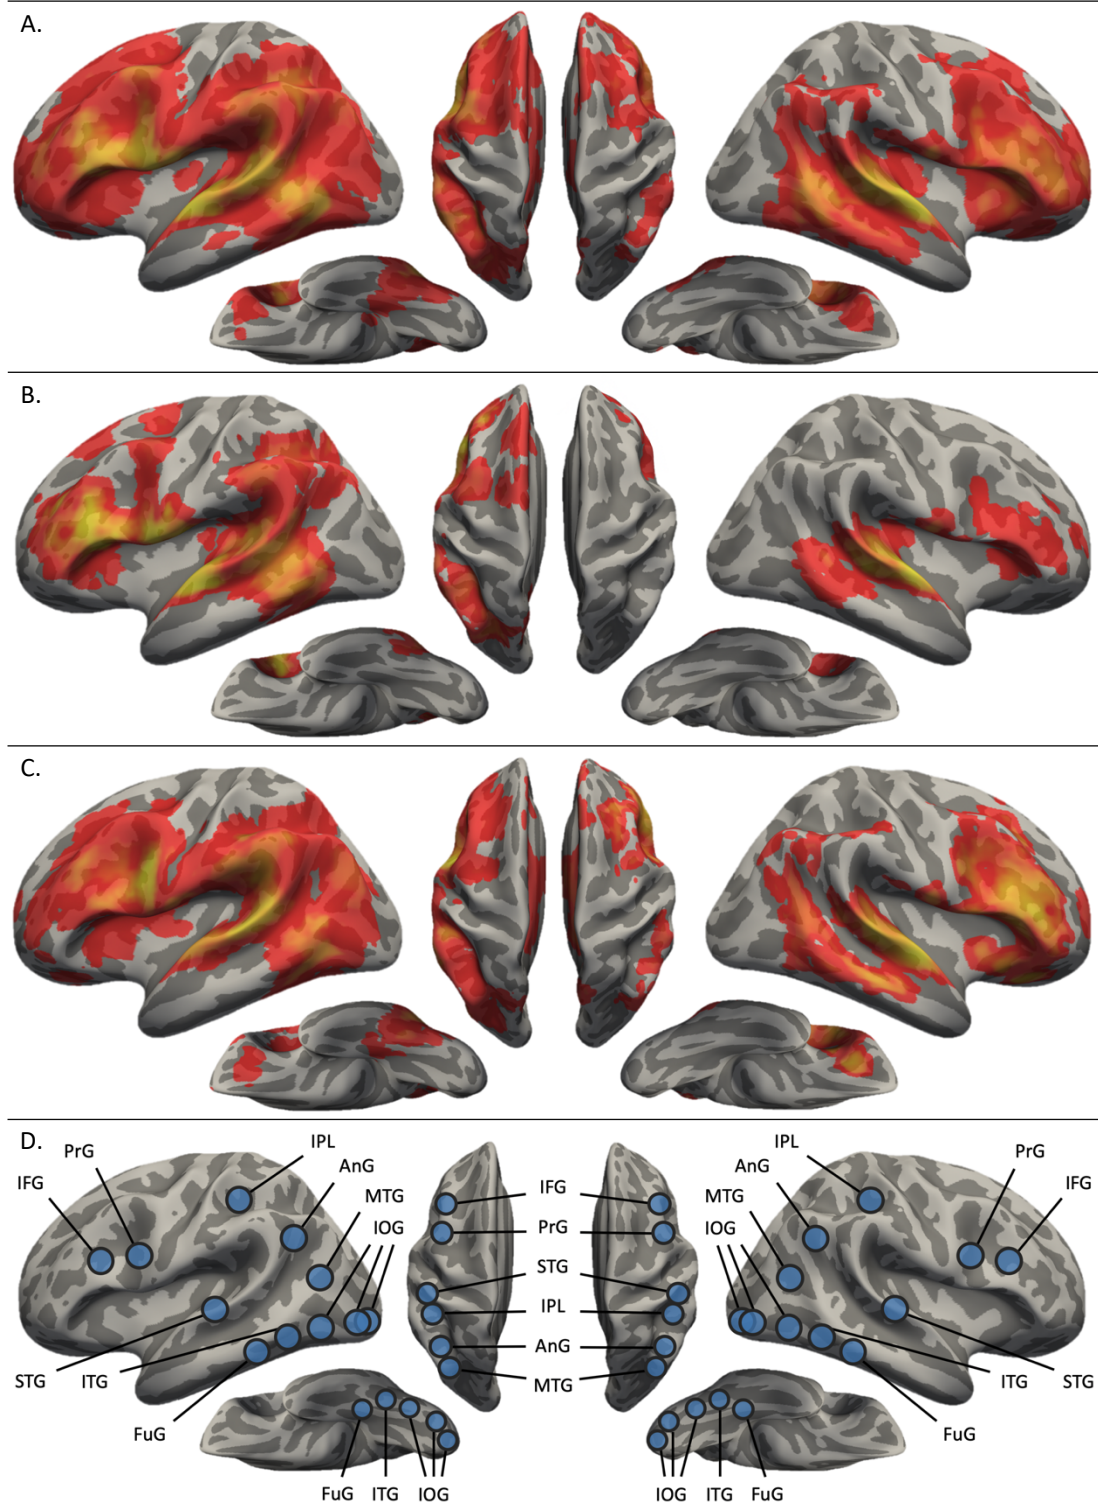 A.
B.
C.
D.
PrG
IPL
AnG
IFG
MTG
IOG
STG
ITG
FuG
IFG
PrG
STG
IPL
AnG
MTG
FuG
ITG
IOG
IPL
AnG
PrG
MTG
IFG
IOG
ITG
STG
FuG
IOG
ITG
FuG